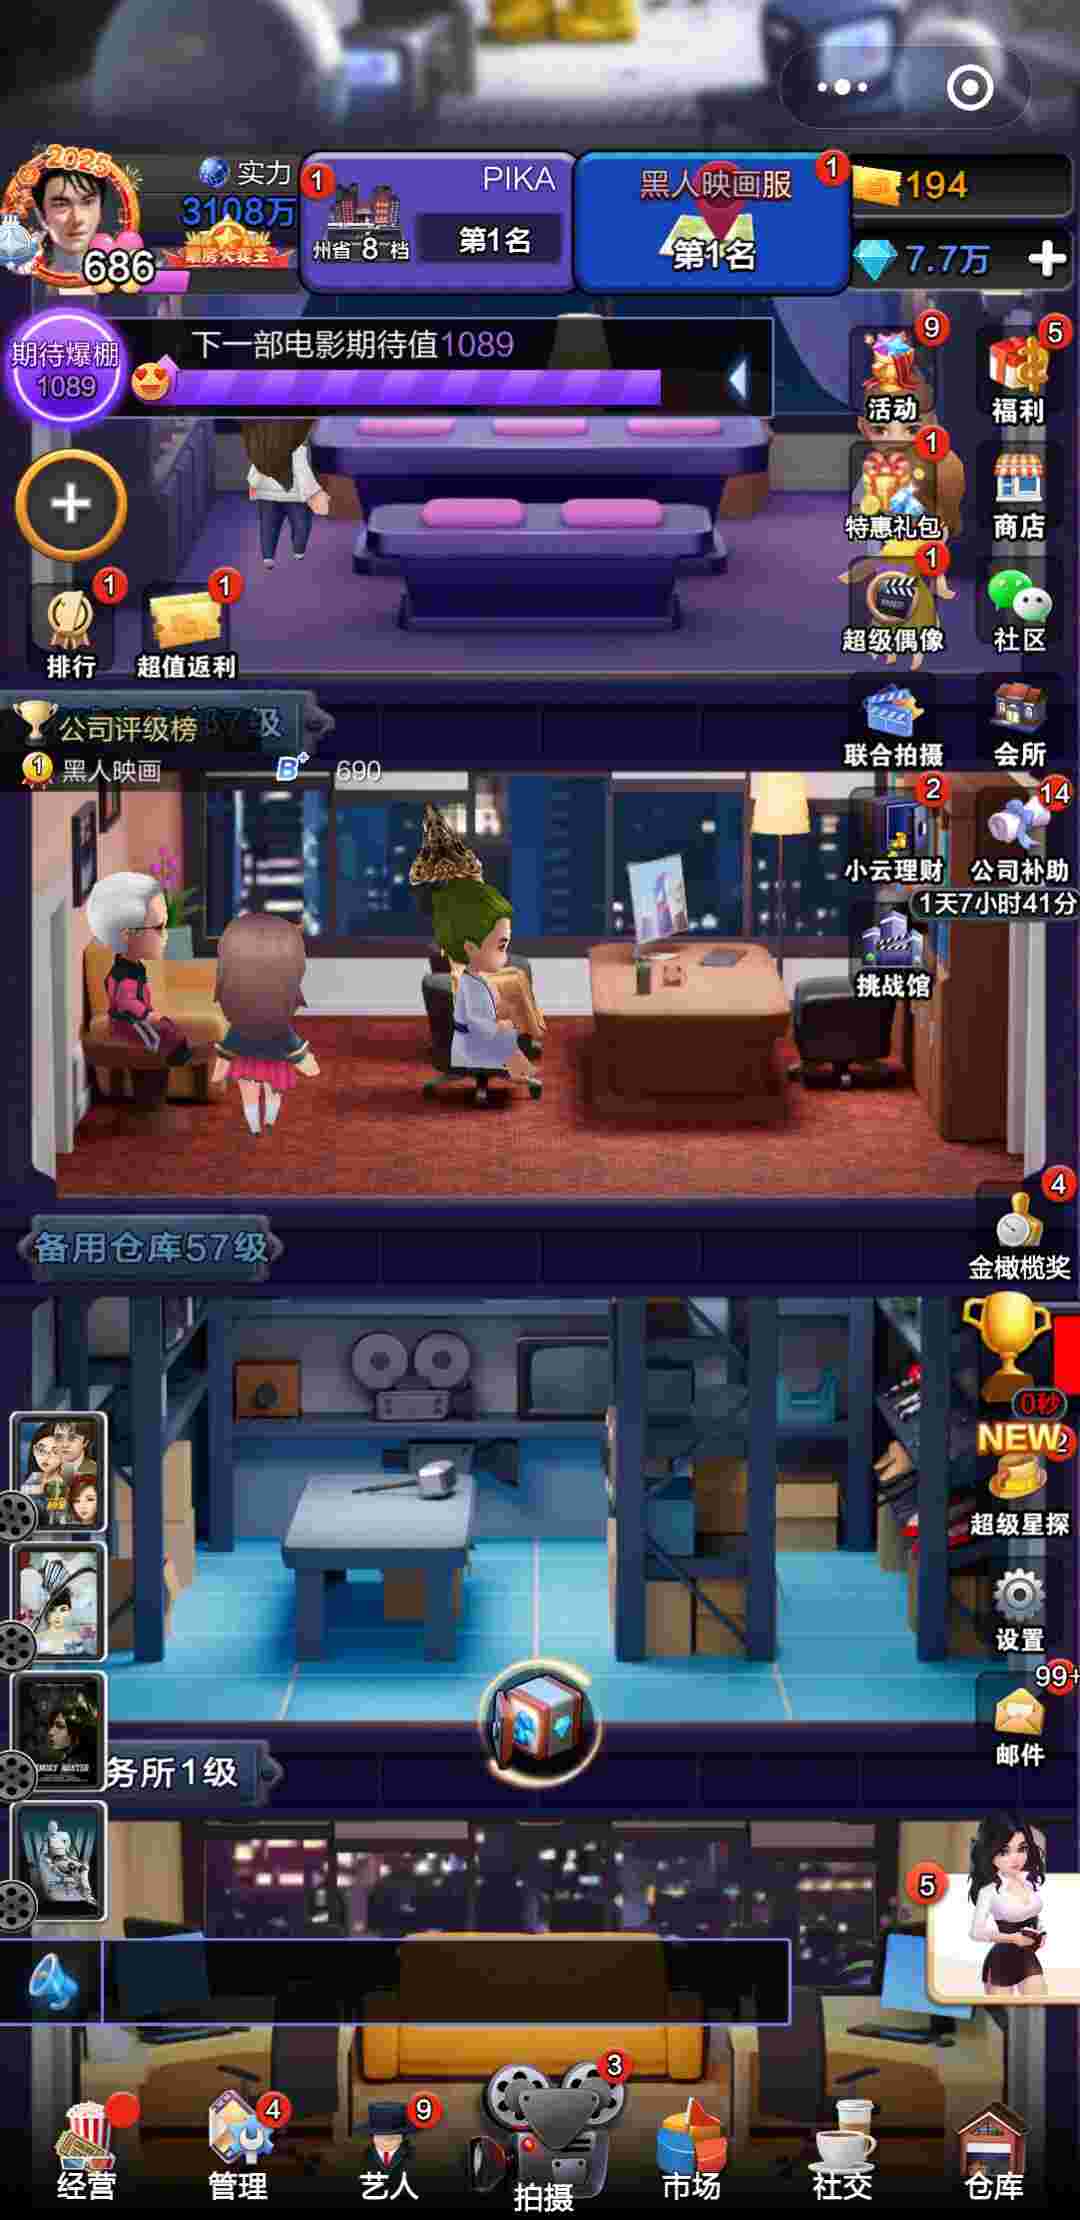 2025
实力
3108万
票房大卖王
686
1
PIKA
州省 8 档
第1名
黑人映画服
1
第1名
194
7.7万
期待爆棚
1089
下一部电影期待值1089
9
活动
5
福利
1
特惠礼包
商店
1
超级偶像
社区
1
排行
1
超值返利
公司评级榜
7级
1
黑人映画
B+
690
联合拍摄
会所
2
小云理财
14
公司补助
1天7小时41分
挑战馆
备用仓库57级
4
金橄榄奖
0秒
NEW
2
超级星探
设置
99+
邮件
务所1级
5
经营
4
管理
9
艺人
3
拍摄
市场
社交
仓库